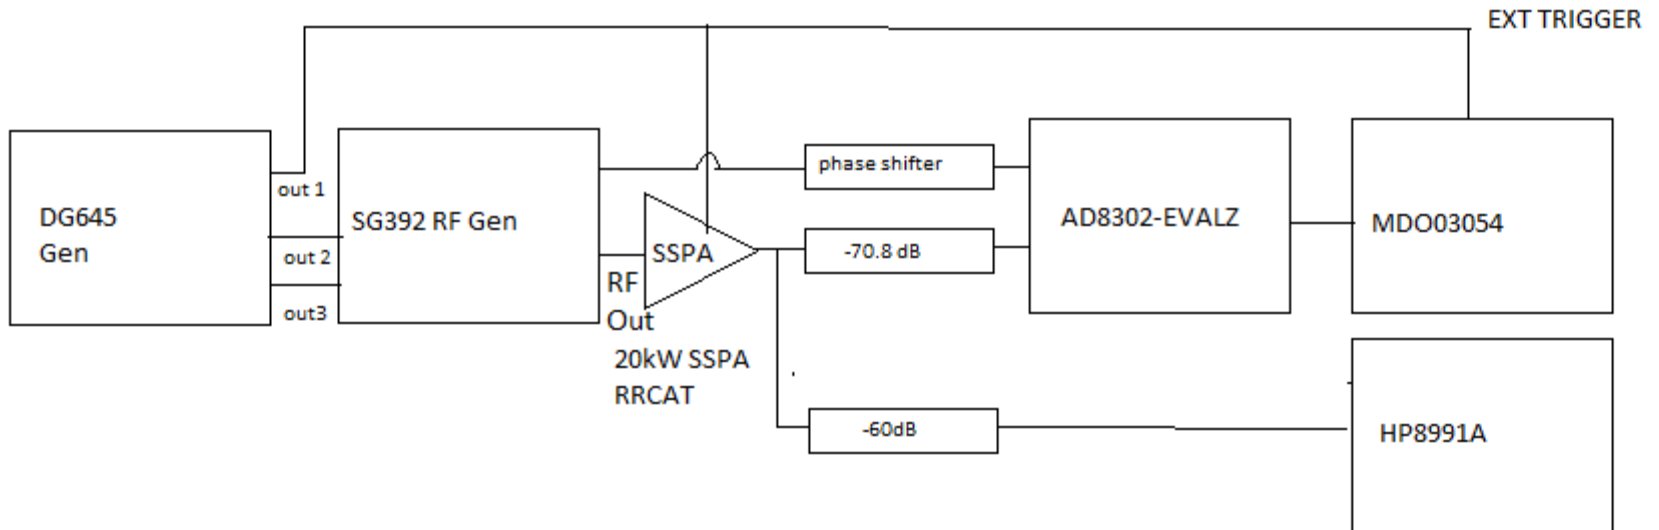 EXT TRIGGER
DG645
Gen
out 1
out 2
out3
SG392 RF Gen
RF
Out
SSPA
20kW SSPA
RRCAT
phase shifter
-70.8 dB
-60dB
AD8302-EVALZ
MDO03054
HP8991A